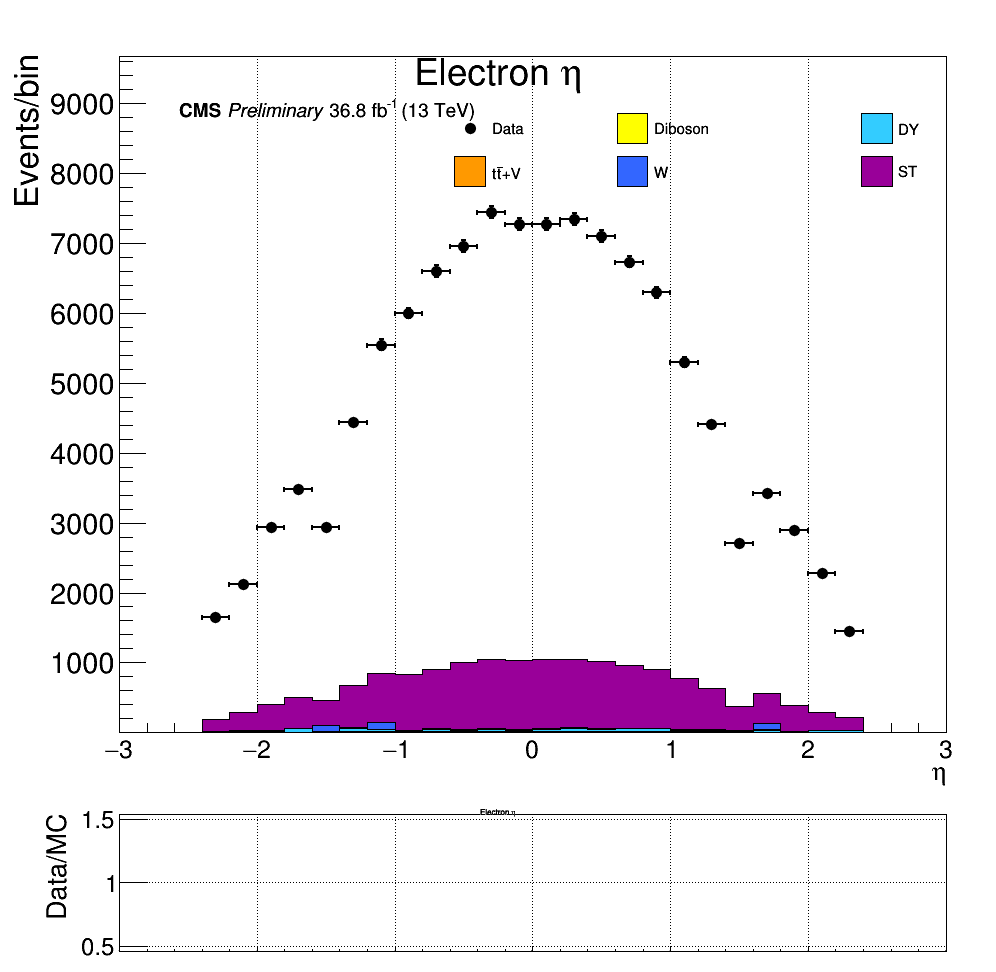 Electron η
CMS Preliminary 36.8 fb⁻¹ (13 TeV)
Data
Diboson
DY
tt̄+V
W
ST
Events/bin
9000
8000
7000
6000
5000
4000
3000
2000
1000
−3 −2 −1 0 1 2 3
η
Electron η
Data/MC
1.5
1
0.5